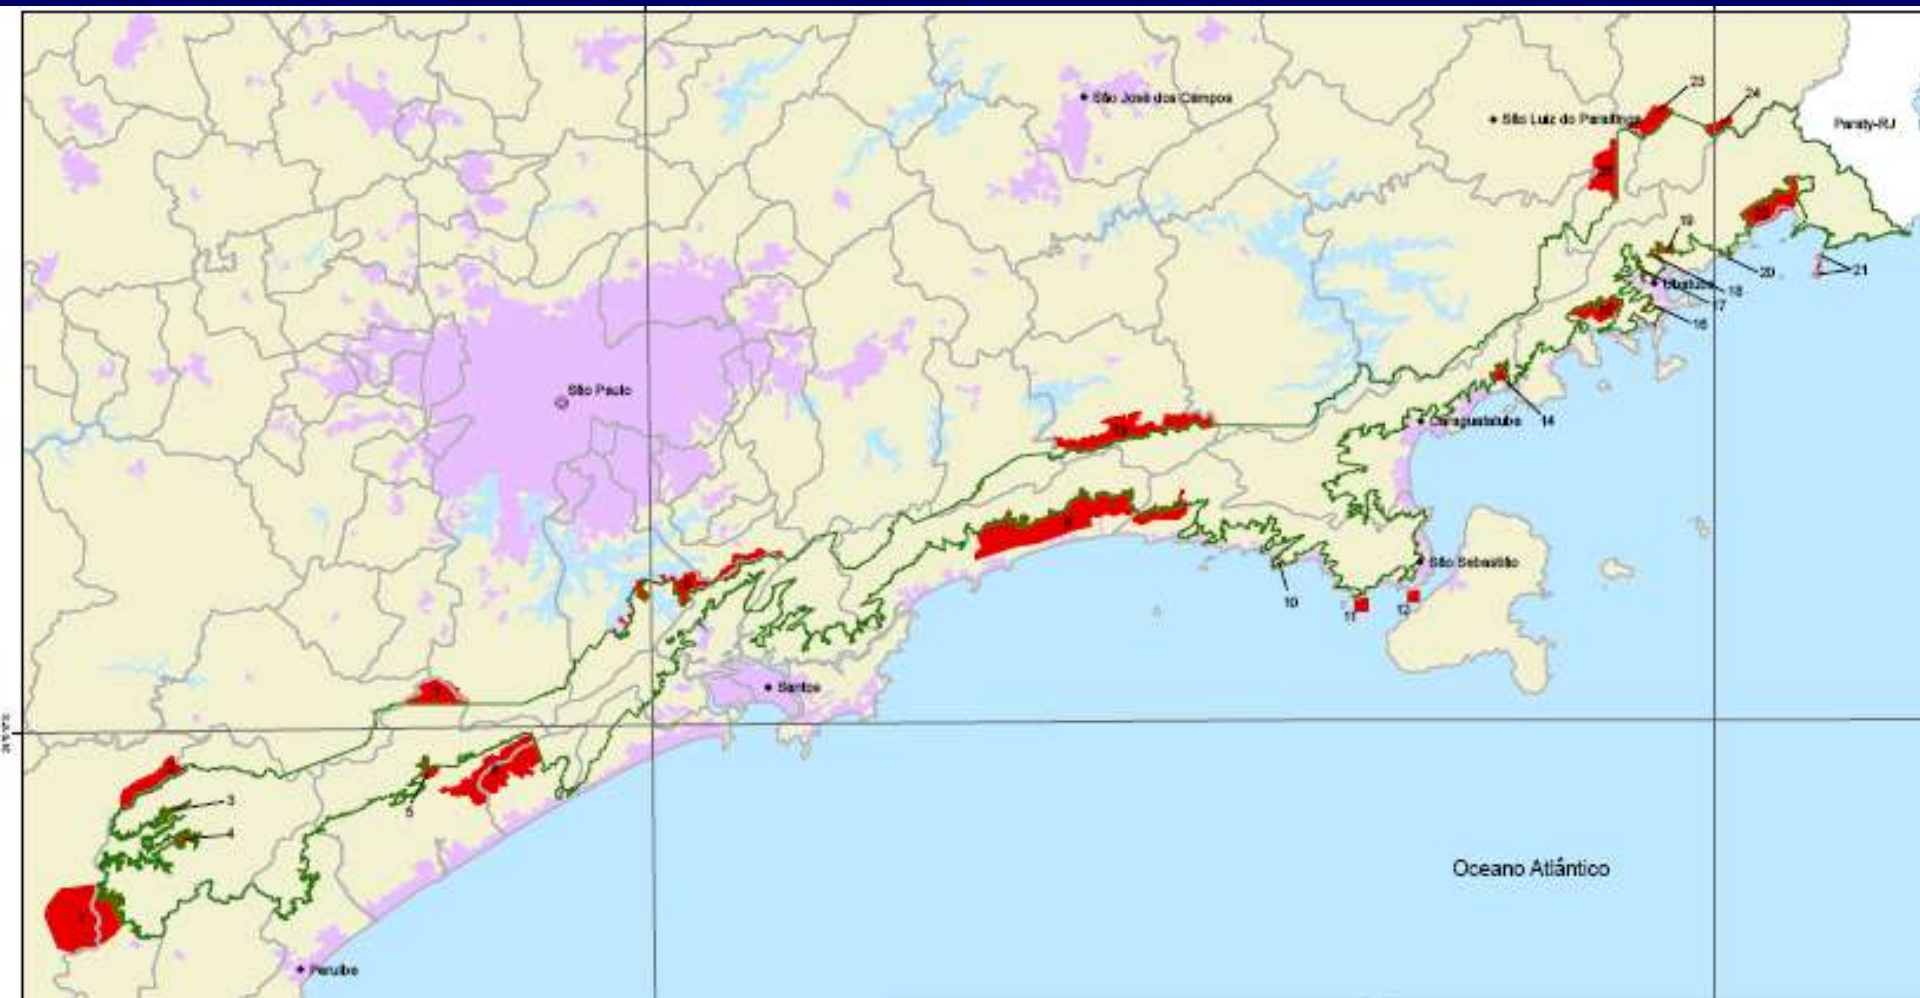 23
São José dos Campos
24
São Luiz do Paraitinga
Paraty-RJ
19
20
21
Ubatuba
18
17
16
São Paulo
Caraguatatuba
14
São Sebastião
10
12
11
Santos
3
5
4
Oceano Atlântico
Peruíbe